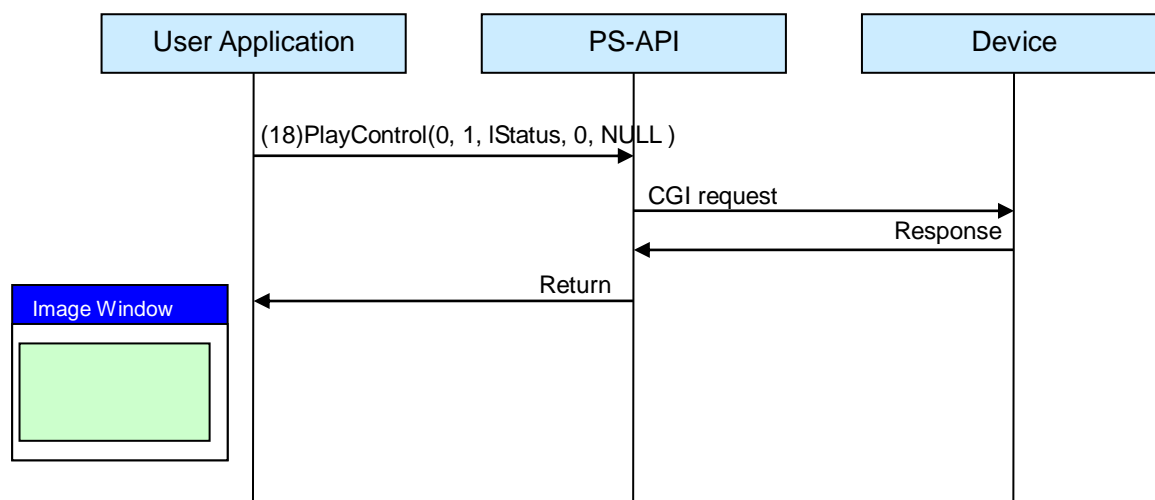 User Application
PS-API
Device
(18)PlayControl(0, 1, lStatus, 0, NULL )
CGI request
Response
Return
Image Window